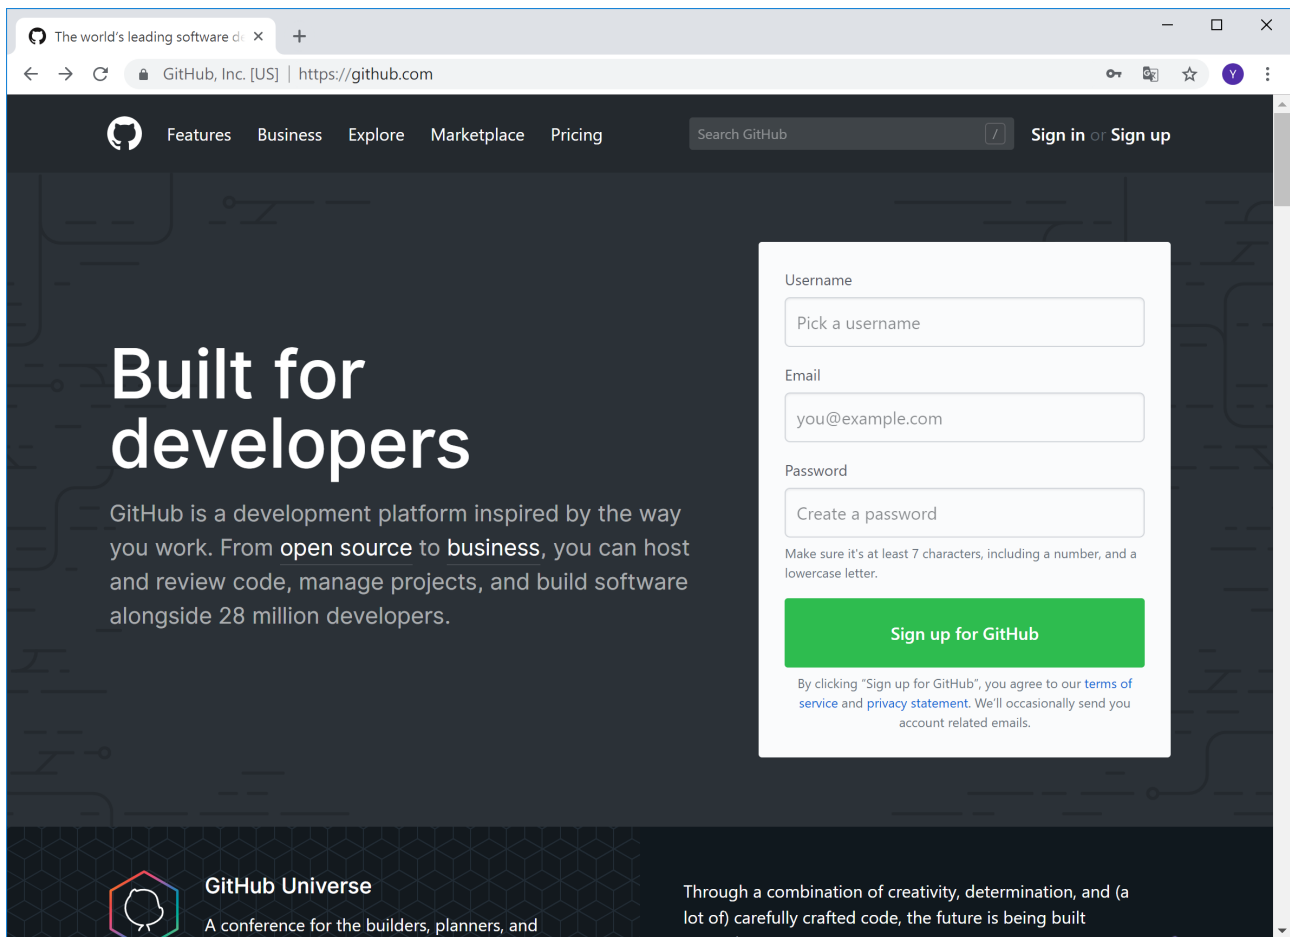 The world's leading software d
GitHub, Inc. [US] | https://github.com
Y
Features Business Explore Marketplace Pricing Search GitHub / Sign in or Sign up
Built for
developers
GitHub is a development platform inspired by the way
you work. From open source to business, you can host
and review code, manage projects, and build software
alongside 28 million developers.
Username
Pick a username
Email
you@example.com
Password
Create a password
Make sure it's at least 7 characters, including a number, and a
lowercase letter.
Sign up for GitHub
By clicking “Sign up for GitHub”, you agree to our terms of
service and privacy statement. We'll occasionally send you
account related emails.
GitHub Universe
A conference for the builders, planners, and
Through a combination of creativity, determination, and (a
lot of) carefully crafted code, the future is being built